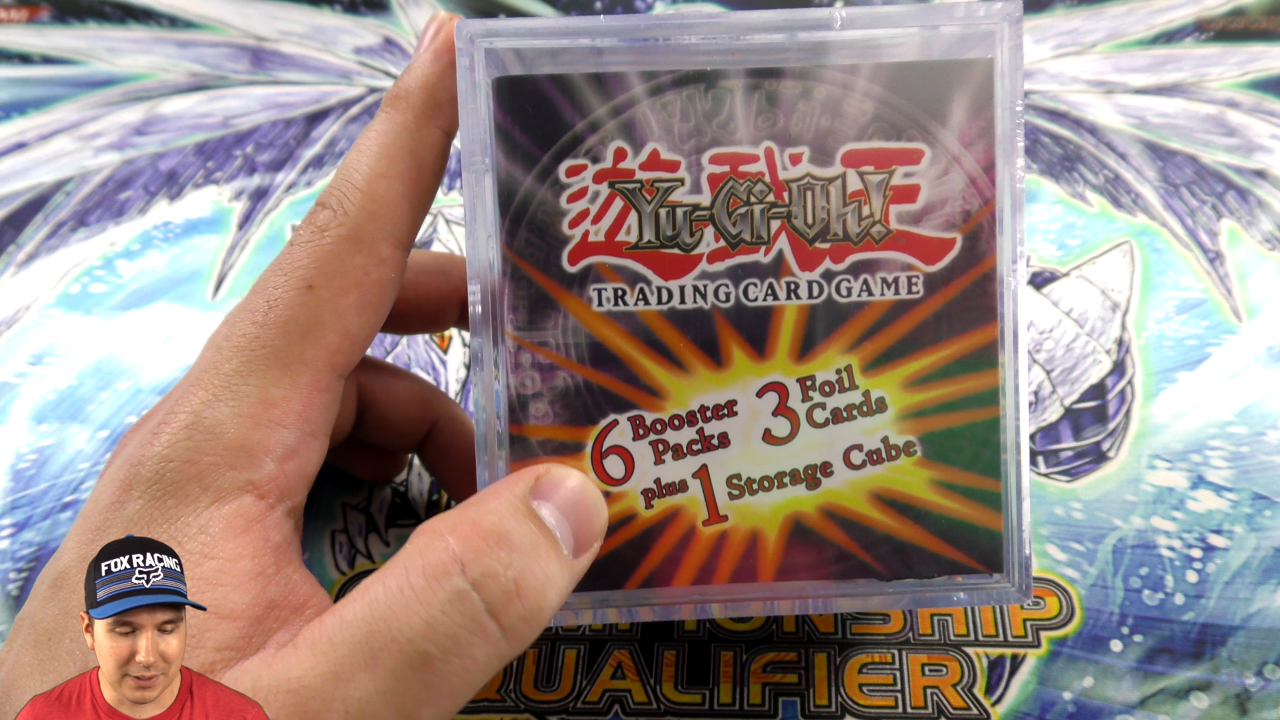 遊戯王
Yu-Gi-Oh!
TRADING CARD GAME
6 Booster Packs
3 Foil Cards
plus 1 Storage Cube
FOX RACING
QUALIFIER